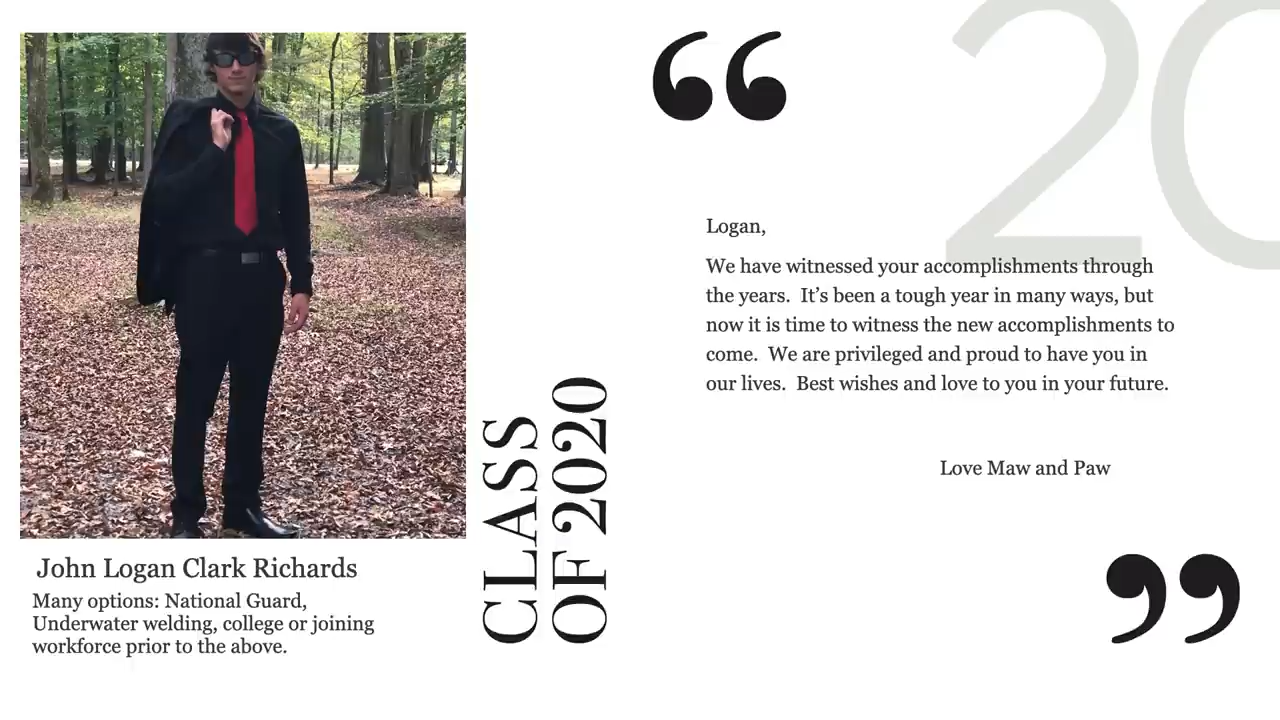 John Logan Clark Richards
Many options: National Guard,
Underwater welding, college or joining
workforce prior to the above.
CLASS
OF 2020
20
“
Logan,
We have witnessed your accomplishments through
the years.  It’s been a tough year in many ways, but
now it is time to witness the new accomplishments to
come.  We are privileged and proud to have you in
our lives.  Best wishes and love to you in your future.
Love Maw and Paw
”